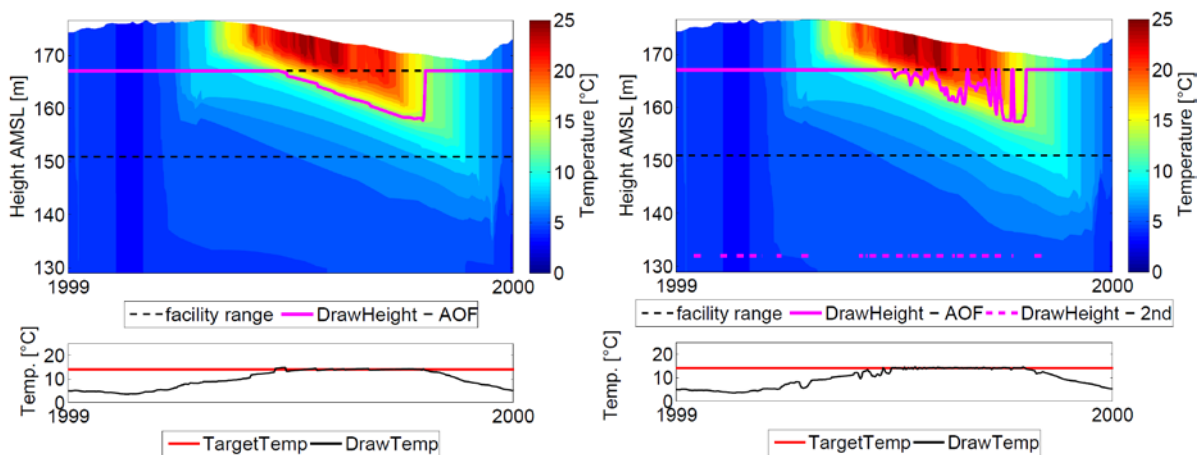 Height AMSL [m]
170
160
150
140
130
1999
2000
25
20
15
10
5
0
Temperature [°C]
facility range
DrawHeight – AOF
Temp. [°C]
20
10
0
1999
2000
TargetTemp
DrawTemp
Height AMSL [m]
170
160
150
140
130
1999
2000
25
20
15
10
5
0
Temperature [°C]
facility range
DrawHeight – AOF
DrawHeight – 2nd
Temp. [°C]
20
10
0
1999
2000
TargetTemp
DrawTemp